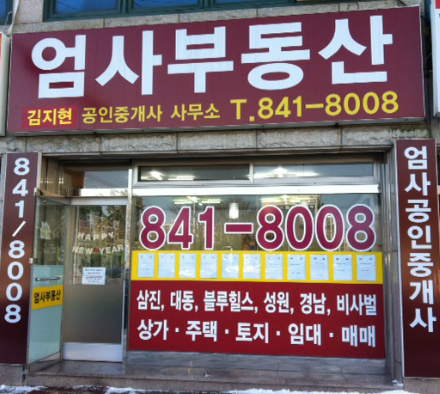 엄사부동산
김지현 공인중개사 사무소 T.841-8008
841/8008
HAPPY
NEW YEAR
엄사부동산
841-8008
삼진, 대동, 블루힐스, 성원, 경남, 비사벌
상가·주택·토지·임대·매매
엄사공인중개사